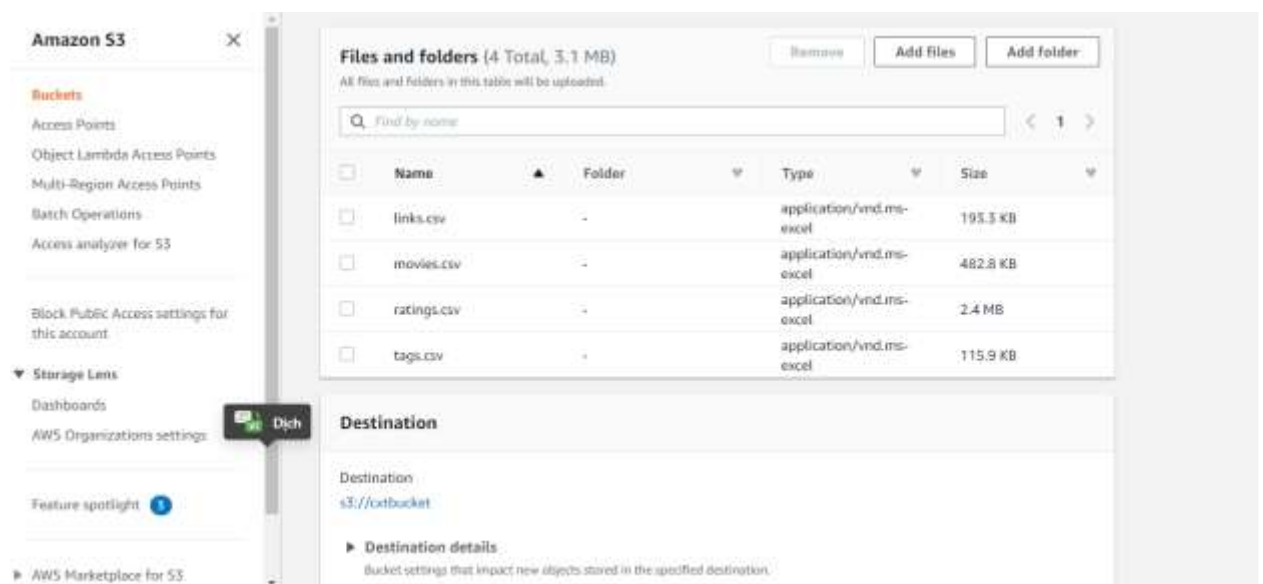 Amazon S3
Buckets
Access Points
Object Lambda Access Points
Multi-Region Access Points
Batch Operations
Access analyzer for S3
Block Public Access settings for
this account
Storage Lens
Dashboards
AWS Organizations settings
Feature spotlight
AWS Marketplace for S3
Dịch
Files and folders (4 Total, 3.1 MB)
All files and folders in this table will be uploaded.
Remove
Add files
Add folder
Find by name
1
Name Folder Type Size
links.csv - application/vnd.ms-
excel 193.3 KB
movies.csv - application/vnd.ms-
excel 482.8 KB
ratings.csv - application/vnd.ms-
excel 2.4 MB
tags.csv - application/vnd.ms-
excel 115.9 KB
Destination
Destination
Destination details
Bucket settings that impact new objects stored in the specified destination.